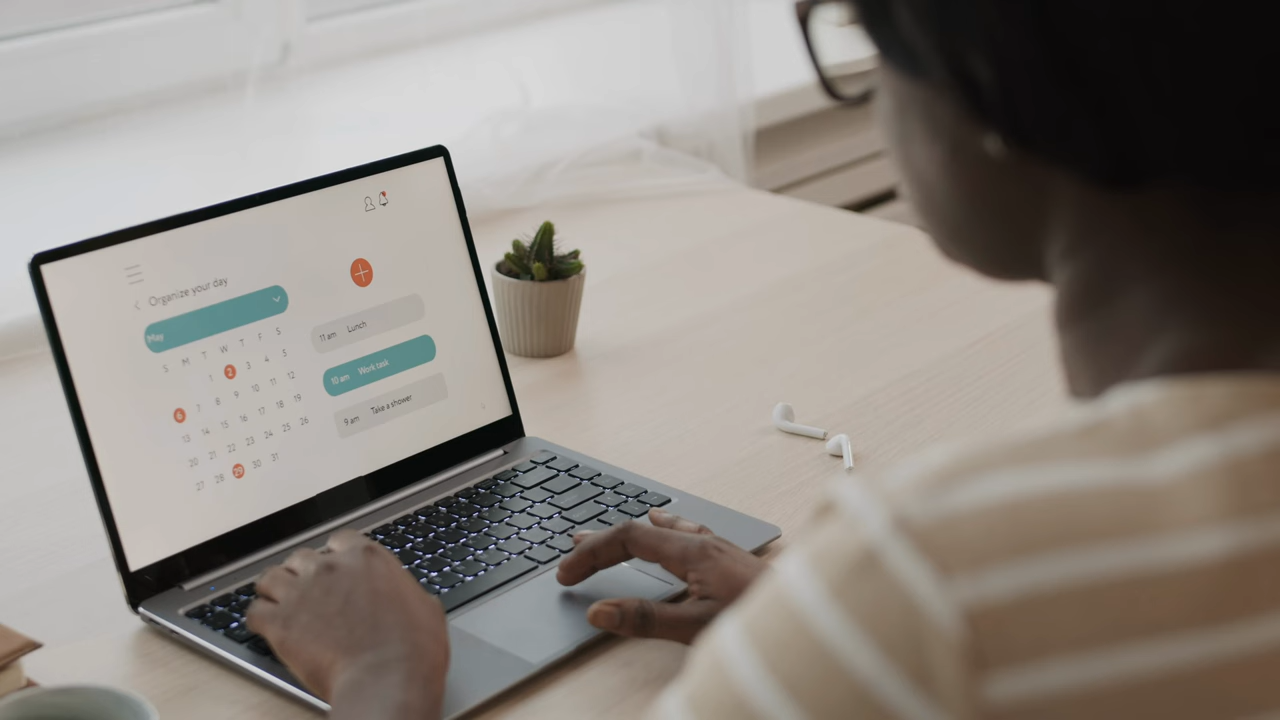 Organize your day
May
S M T W T F S
1 2 3 4 5
6 7 8 9 10 11 12
13 14 15 16 17 18 19
20 21 22 23 24 25 26
27 28 29 30 31
11 am Lunch
10 am Work task
9 am Take a shower